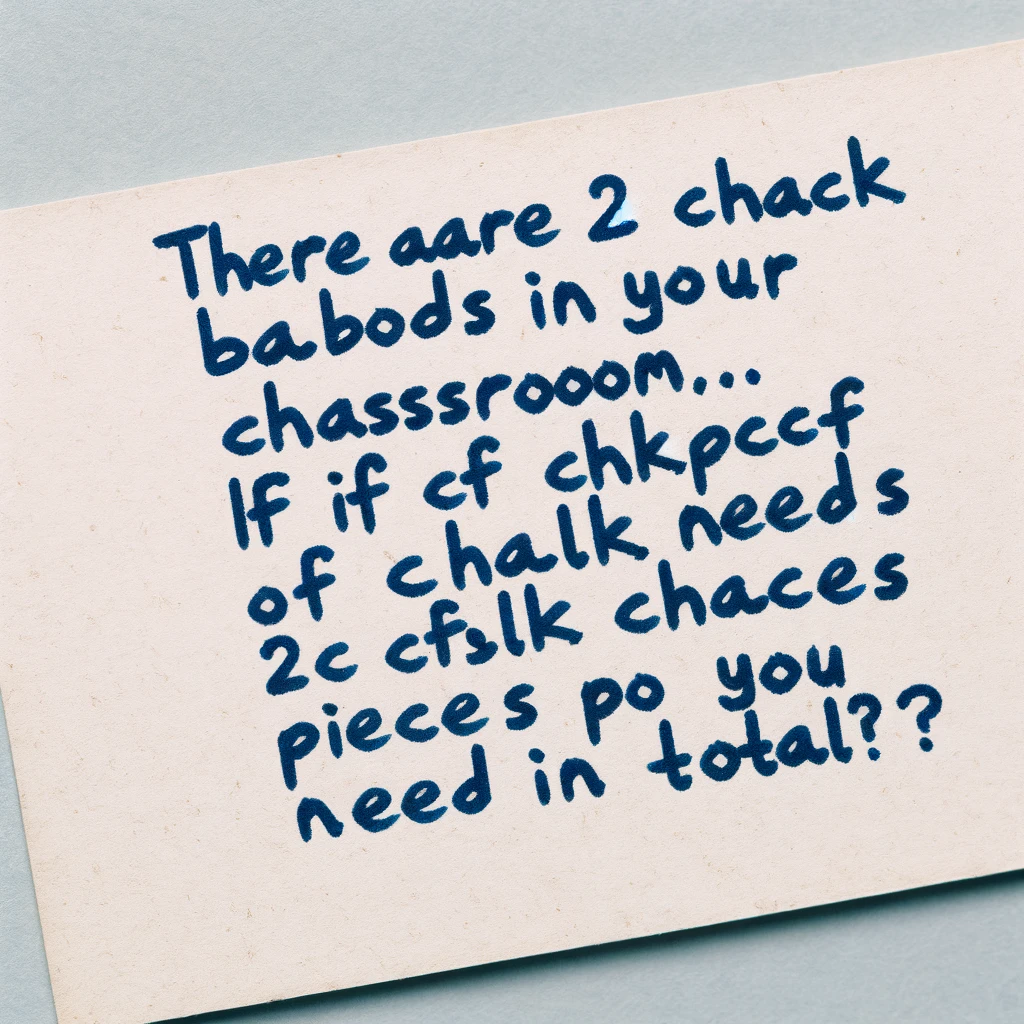 There aare 2 chack
babods in your
chasssrooom...
If if cf chkpccf
of chalk needs
2c cfslk chaces
pieces po you
need in total??